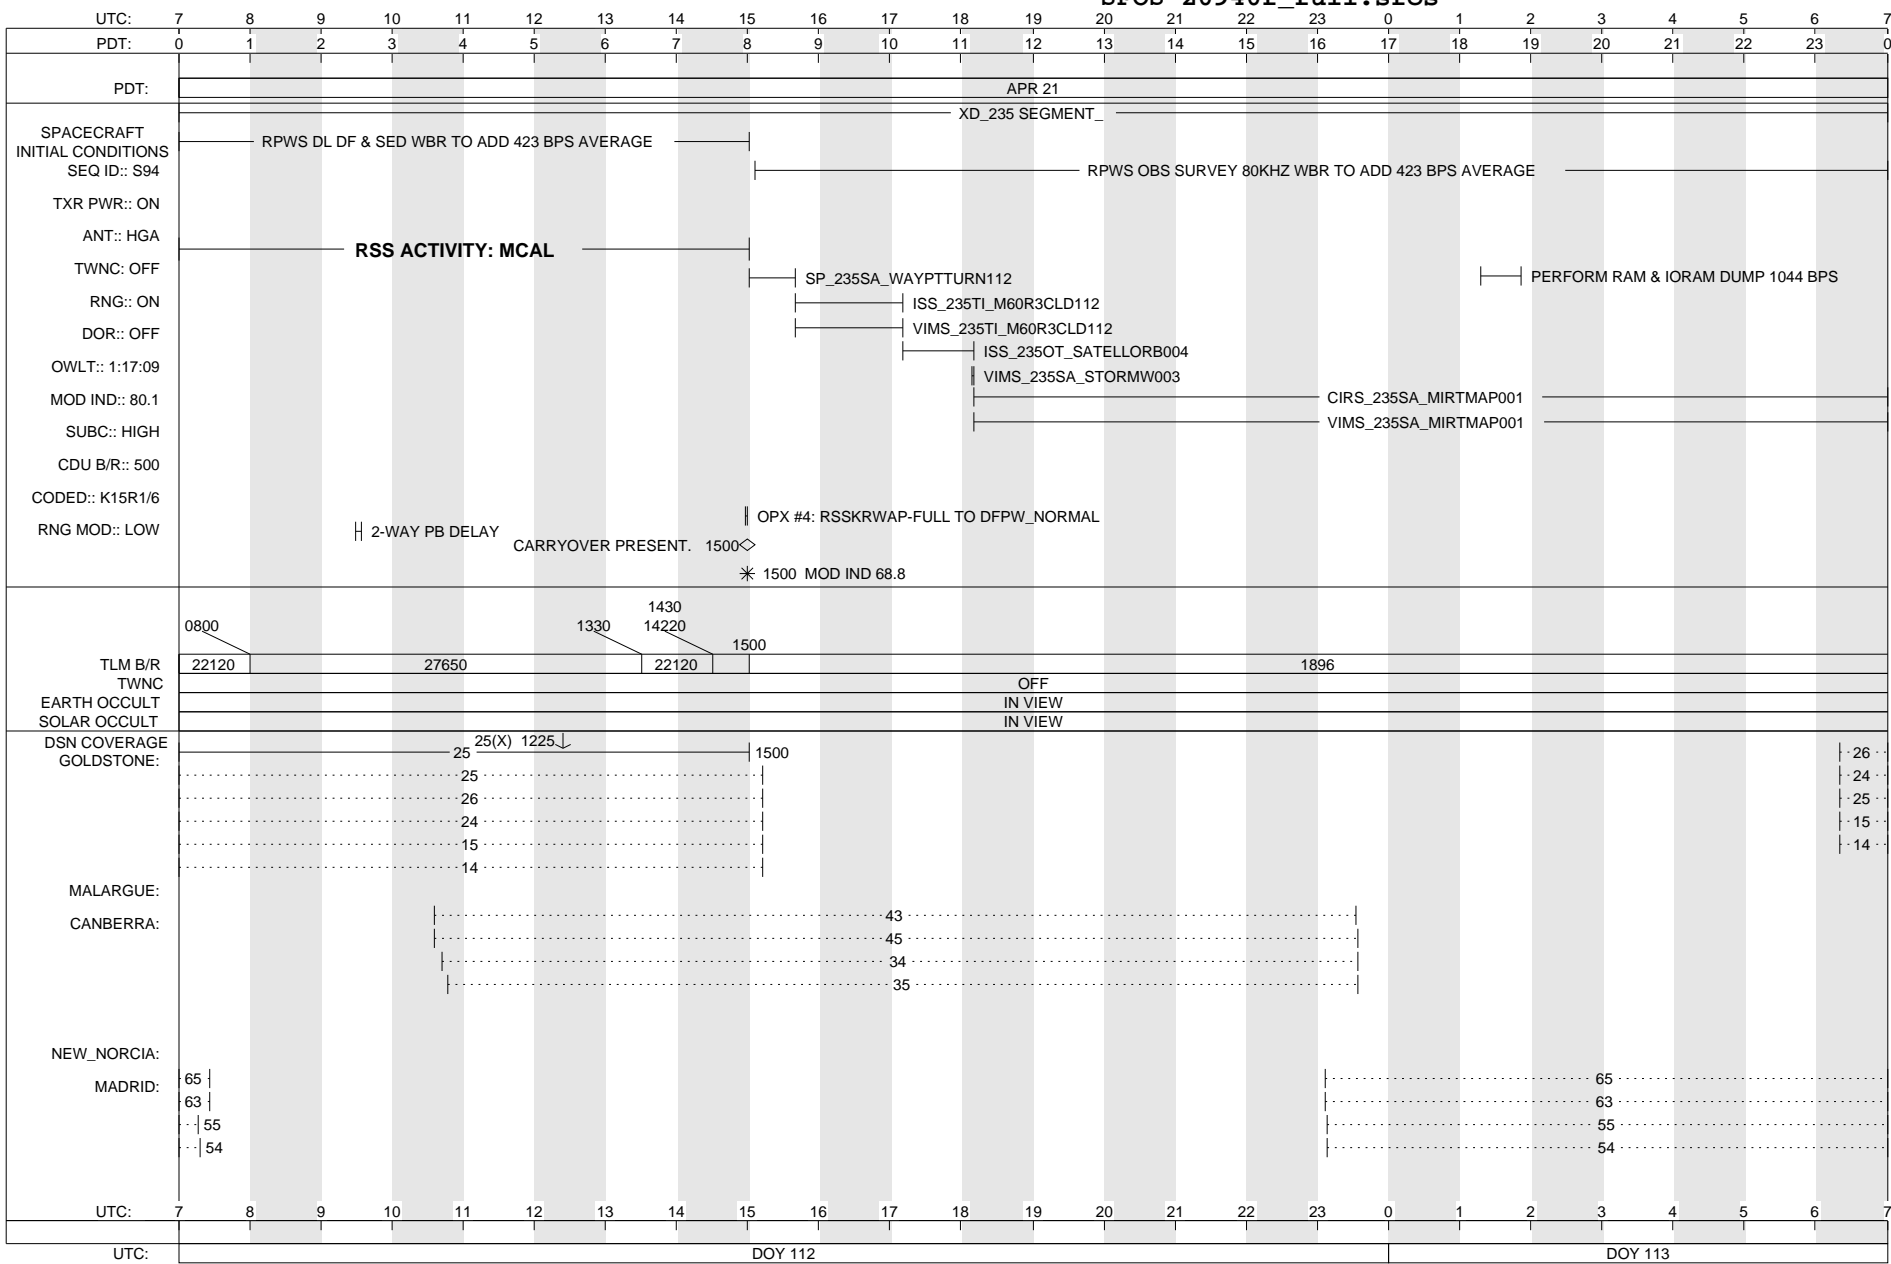 SFOS 20940I_full.sfos
UTC: 7 8 9 10 11 12 13 14 15 16 17 18 19 20 21 22 23 0 1 2 3 4 5 6 7
PDT: 0 1 2 3 4 5 6 7 8 9 10 11 12 13 14 15 16 17 18 19 20 21 22 23 0
PDT: APR 21
XD_235 SEGMENT_
SPACECRAFT
INITIAL CONDITIONS
RPWS DL DF & SED WBR TO ADD 423 BPS AVERAGE
SEQ ID:: S94
RPWS OBS SURVEY 80KHZ WBR TO ADD 423 BPS AVERAGE
TXR PWR:: ON
ANT:: HGA
RSS ACTIVITY: MCAL
TWNC: OFF
SP_235SA_WAYPTTURN112
PERFORM RAM & IORAM DUMP 1044 BPS
RNG:: ON
ISS_235TI_M60R3CLD112
DOR:: OFF
VIMS_235TI_M60R3CLD112
ISS_235OT_SATELLORB004
OWLT:: 1:17:09
VIMS_235SA_STORMW003
MOD IND:: 80.1
CIRS_235SA_MIRTMAP001
SUBC:: HIGH
VIMS_235SA_MIRTMAP001
CDU B/R:: 500
CODED:: K15R1/6
OPX #4: RSSKRWAP-FULL TO DFPW_NORMAL
RNG MOD:: LOW
2-WAY PB DELAY
CARRYOVER PRESENT. 1500
1500 MOD IND 68.8
1430
0800 1330 14220
1500
TLM B/R 22120 27650 22120 1896
TWNC OFF
EARTH OCCULT IN VIEW
SOLAR OCCULT IN VIEW
DSN COVERAGE
25(X) 1225
GOLDSTONE: 25 1500 26
25 24
26 25
24 15
15 14
14
MALARGUE:
CANBERRA: 43
45
34
35
NEW_NORCIA:
MADRID: 65 65
63 63
55 55
54 54
UTC: 7 8 9 10 11 12 13 14 15 16 17 18 19 20 21 22 23 0 1 2 3 4 5 6 7
UTC: DOY 112 DOY 113